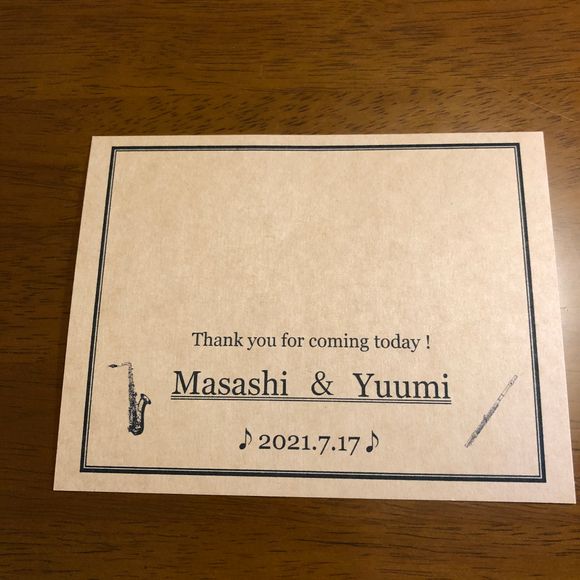 Thank you for coming today !
Masashi & Yuumi
♪2021.7.17♪